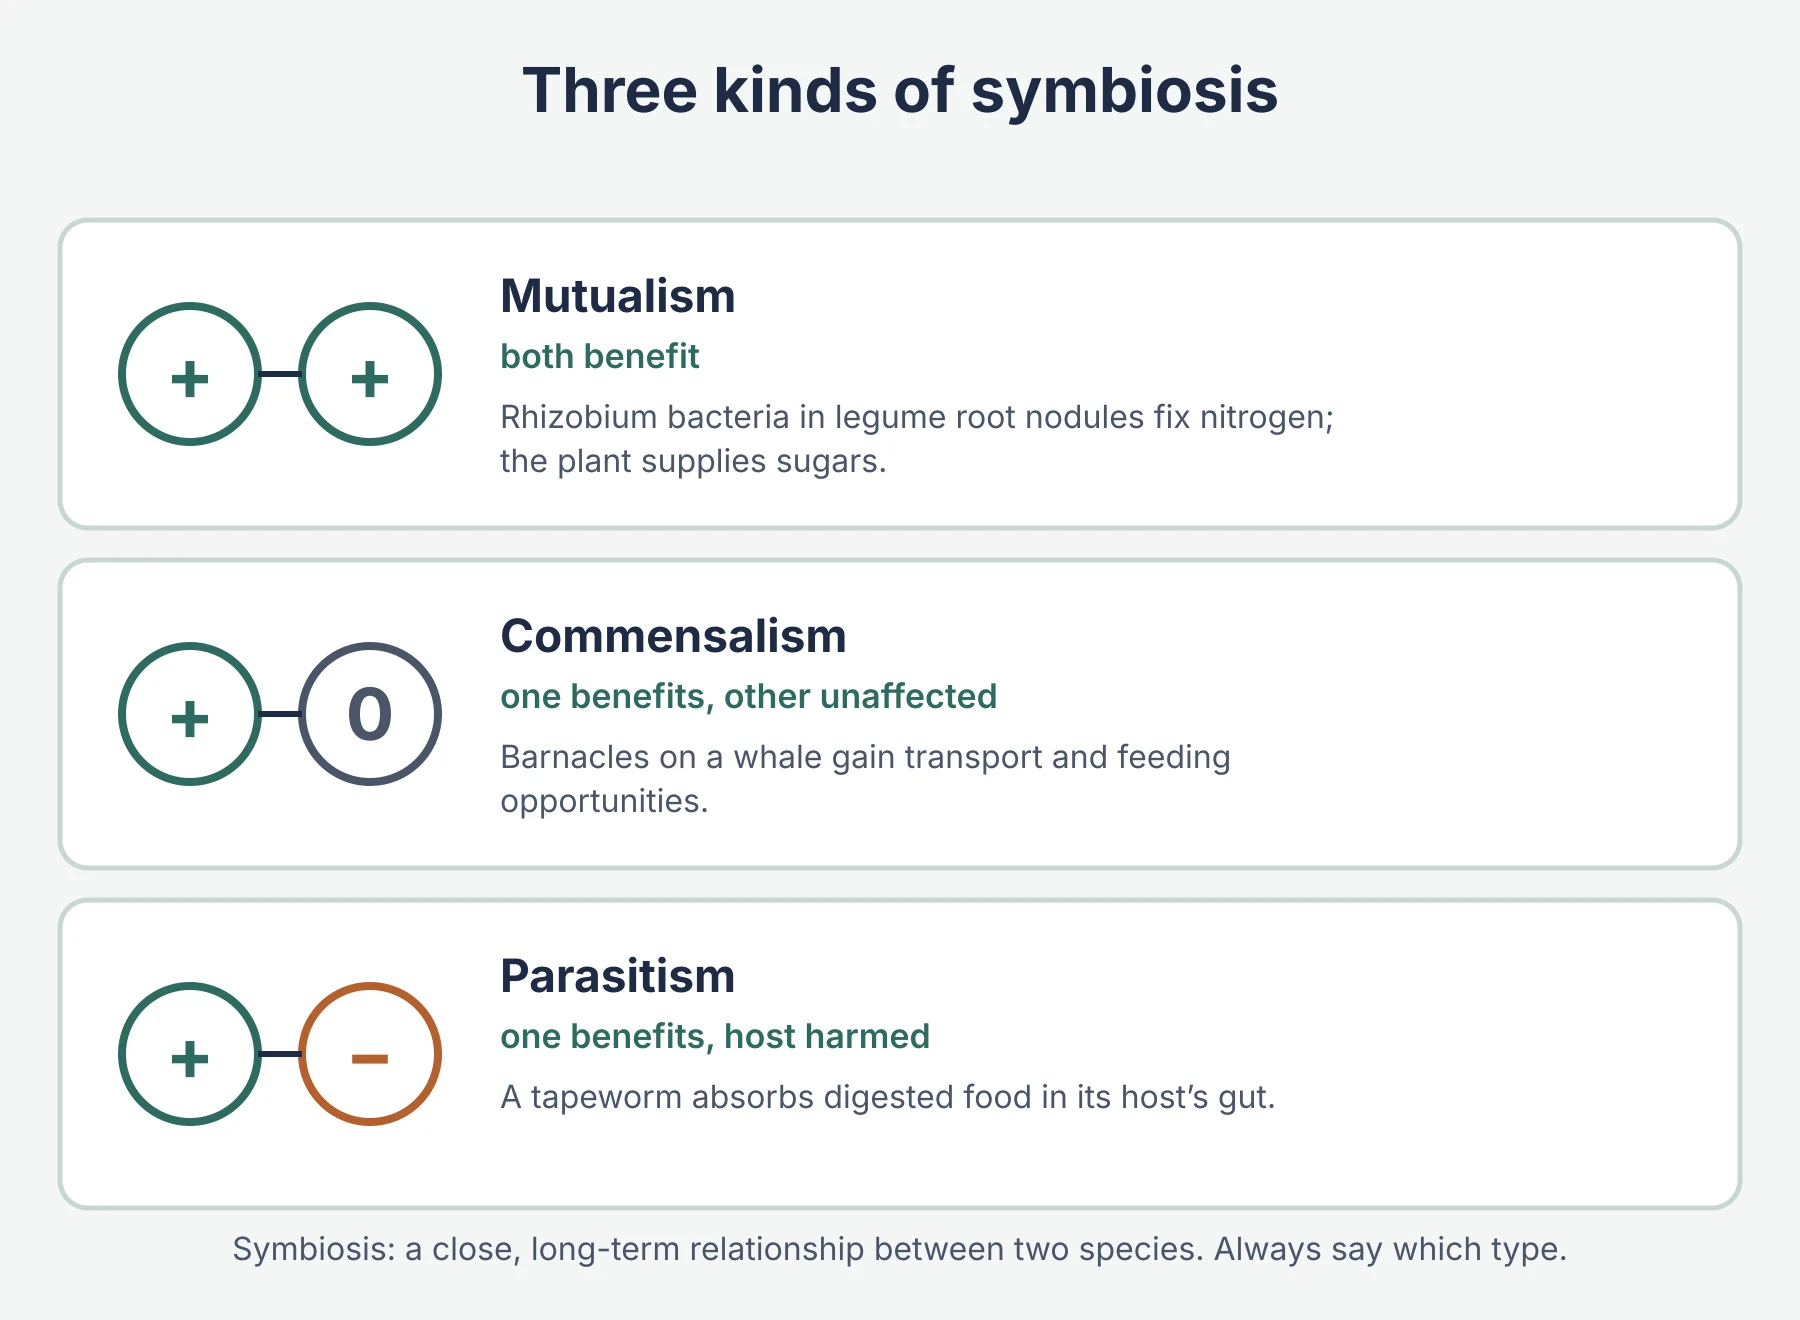 Three kinds of symbiosis
+ +
Mutualism
both benefit
Rhizobium bacteria in legume root nodules fix nitrogen;
the plant supplies sugars.
+ 0
Commensalism
one benefits, other unaffected
Barnacles on a whale gain transport and feeding
opportunities.
+ −
Parasitism
one benefits, host harmed
A tapeworm absorbs digested food in its host’s gut.
Symbiosis: a close, long-term relationship between two species. Always say which type.